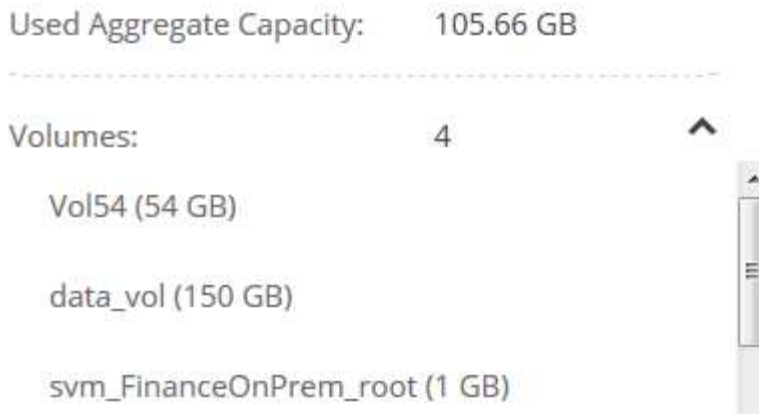 Used Aggregate Capacity: 105.66 GB
Volumes: 4
Vol54 (54 GB)
data_vol (150 GB)
svm_FinanceOnPrem_root (1 GB)